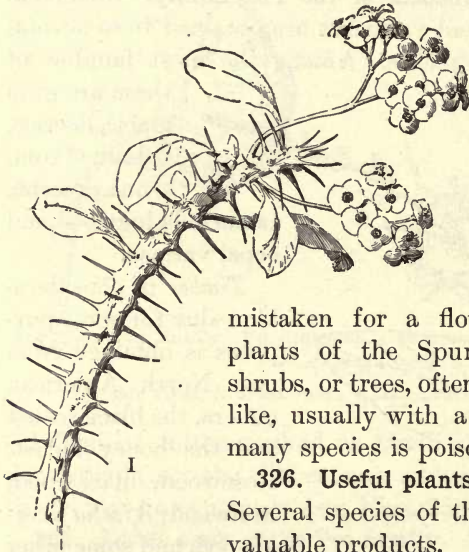 mistaken for a flo
plants of the Spur
shrubs, or trees, often
like, usually with a
many species is poiso
I
326. Useful plants
Several species of th
valuable products.